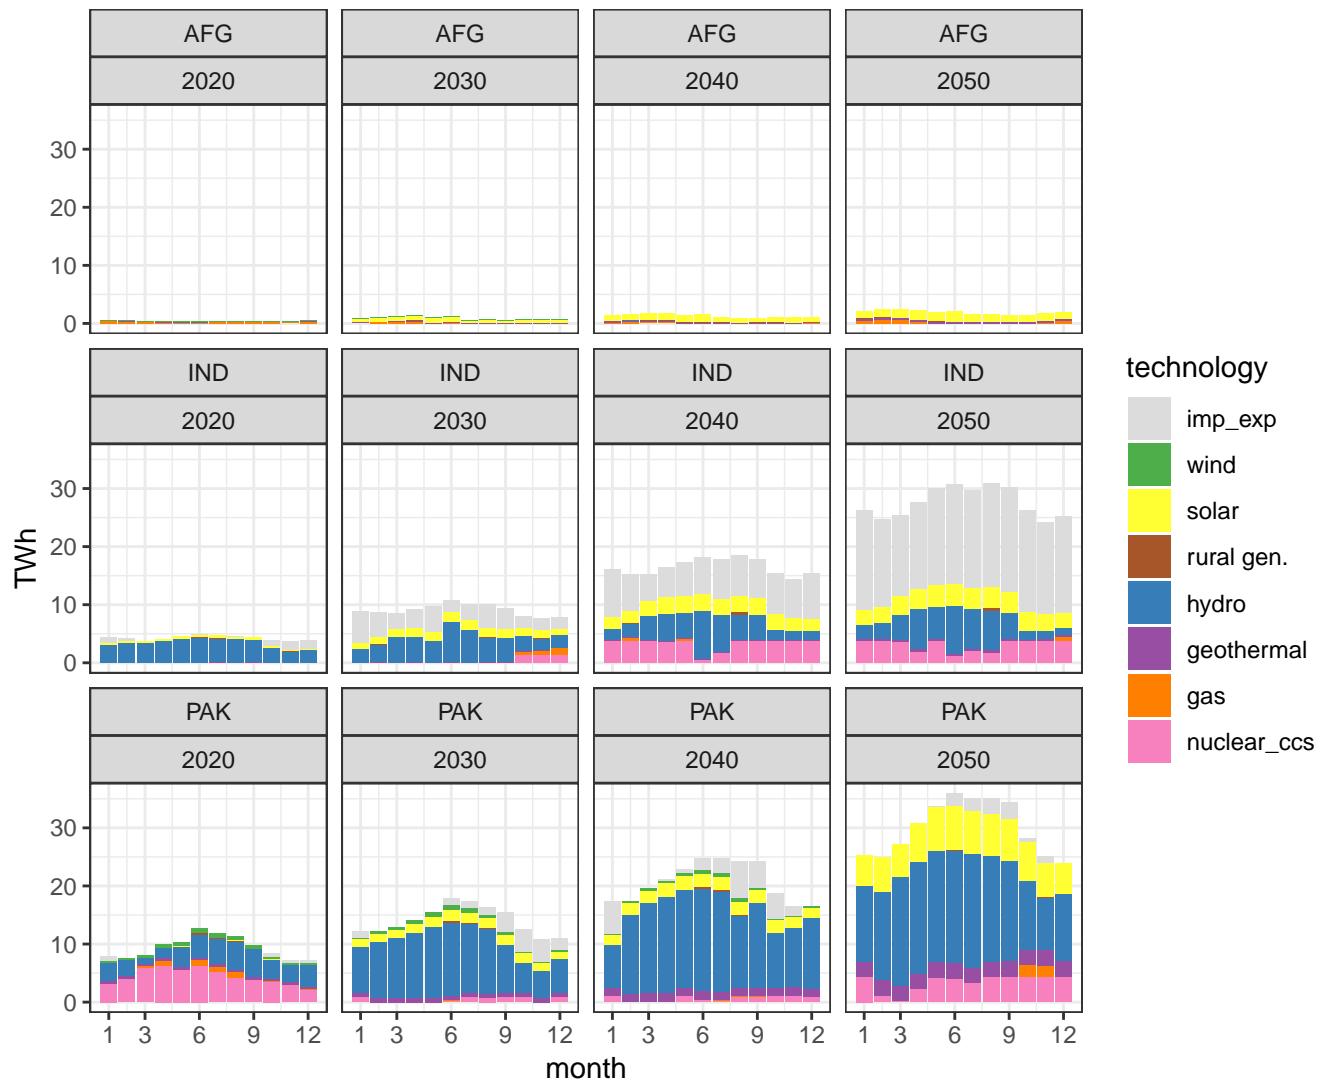 AFG AFG AFG AFG
2020 2030 2040 2050
30
20
10
0
IND IND IND IND
2020 2030 2040 2050
30
20
10
0
PAK PAK PAK PAK
2020 2030 2040 2050
30
20
10
0
1 3 6 9 12 1 3 6 9 12 1 3 6 9 12 1 3 6 9 12
month
TWh
technology
imp_exp
wind
solar
rural gen.
hydro
geothermal
gas
nuclear_ccs